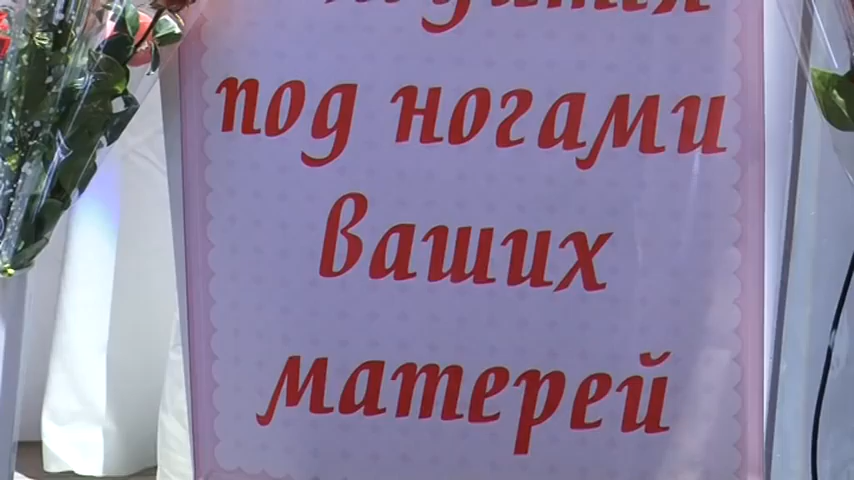 под ногами
ваших
матерей